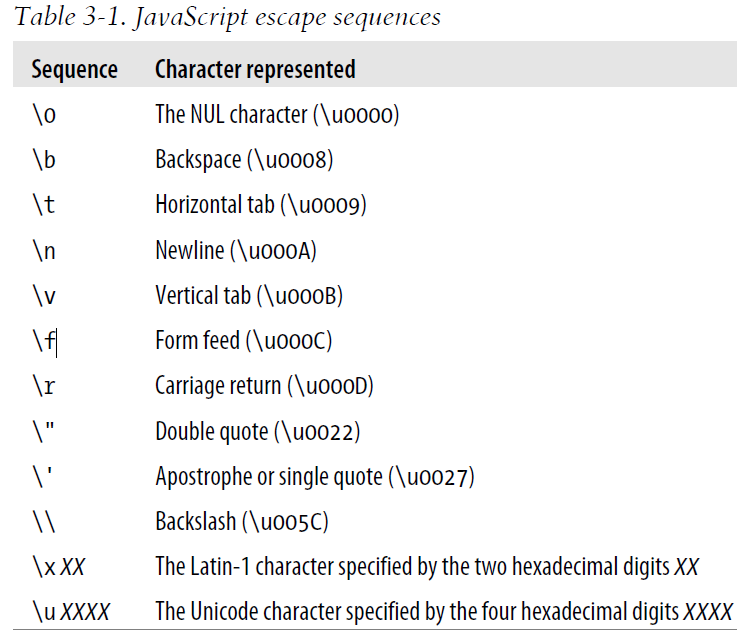 Table 3-1. JavaScript escape sequences
Sequence Character represented
\0 The NUL character (\u0000)
\b Backspace (\u0008)
\t Horizontal tab (\u0009)
\n Newline (\u000A)
\v Vertical tab (\u000B)
\f Form feed (\u000C)
\r Carriage return (\u000D)
\" Double quote (\u0022)
\' Apostrophe or single quote (\u0027)
\\ Backslash (\u005C)
\x XX The Latin-1 character specified by the two hexadecimal digits XX
\u XXXX The Unicode character specified by the four hexadecimal digits XXXX